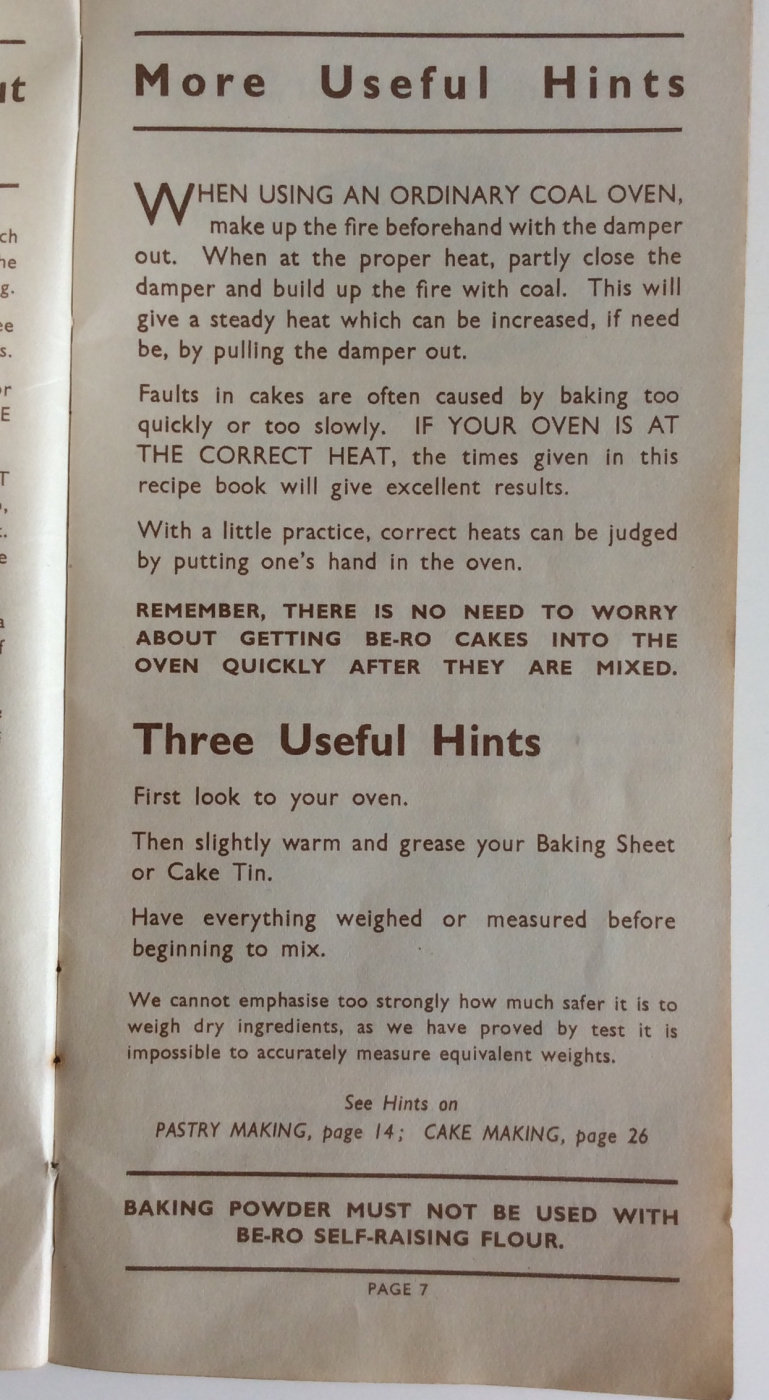 More Useful Hints
WHEN USING AN ORDINARY COAL OVEN,
make up the fire beforehand with the damper
out. When at the proper heat, partly close the
damper and build up the fire with coal. This will
give a steady heat which can be increased, if need
be, by pulling the damper out.
Faults in cakes are often caused by baking too
quickly or too slowly. IF YOUR OVEN IS AT
THE CORRECT HEAT, the times given in this
recipe book will give excellent results.
With a little practice, correct heats can be judged
by putting one's hand in the oven.
REMEMBER, THERE IS NO NEED TO WORRY
ABOUT GETTING BE-RO CAKES INTO THE
OVEN QUICKLY AFTER THEY ARE MIXED.
Three Useful Hints
First look to your oven.
Then slightly warm and grease your Baking Sheet
or Cake Tin.
Have everything weighed or measured before
beginning to mix.
We cannot emphasise too strongly how much safer it is to
weigh dry ingredients, as we have proved by test it is
impossible to accurately measure equivalent weights.
See Hints on
PASTRY MAKING, page 14; CAKE MAKING, page 26
BAKING POWDER MUST NOT BE USED WITH
BE-RO SELF-RAISING FLOUR.
PAGE 7